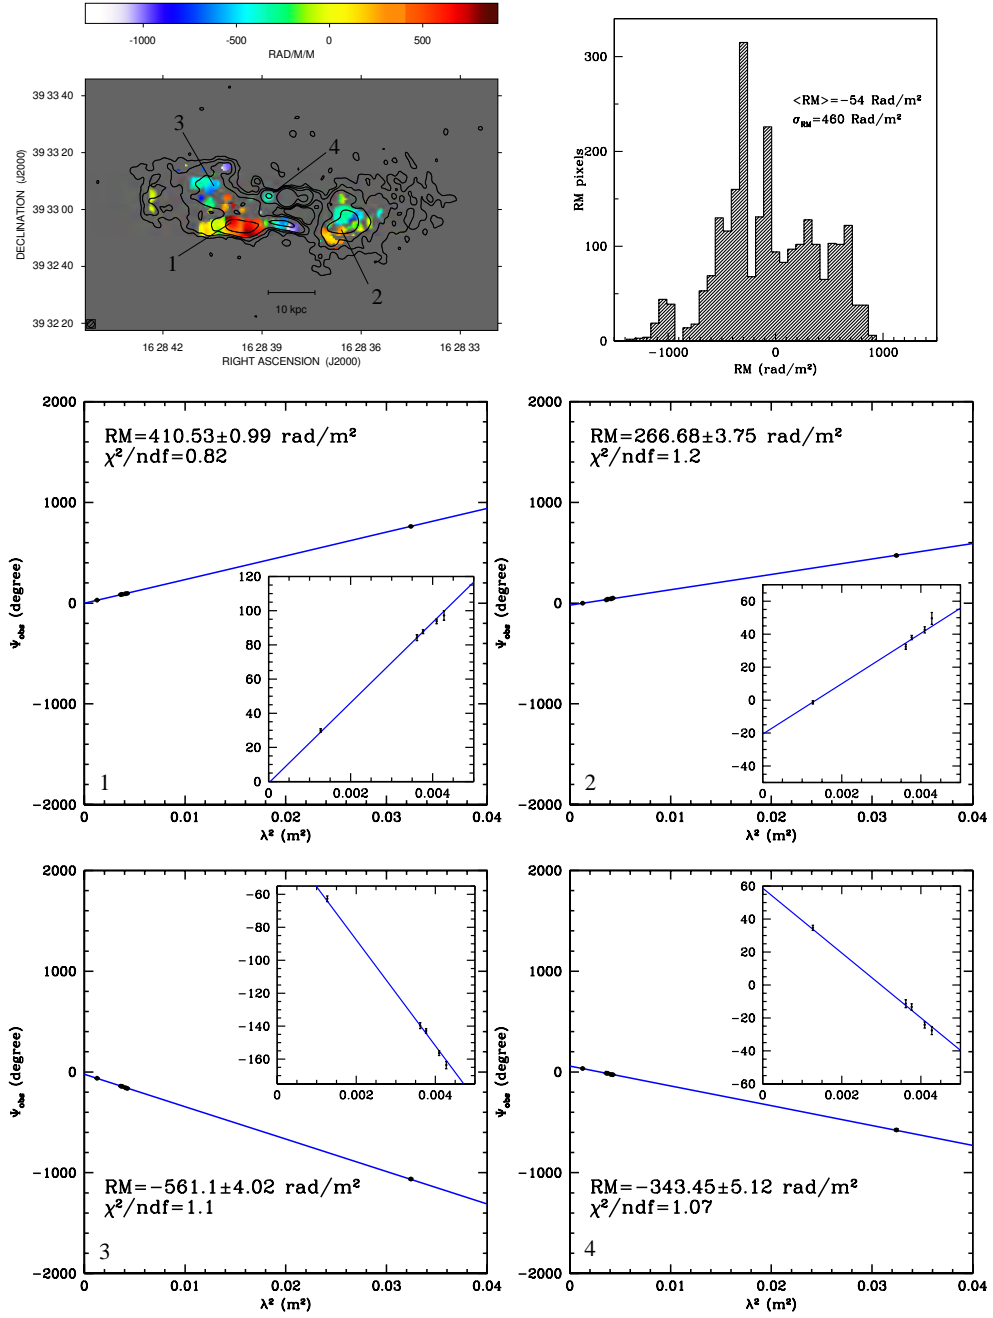 -1000 -500 0 500
RAD/M/M
DECLINATION (J2000)
39 33 40
39 33 20
39 33 00
39 32 40
39 32 20
3
4
1
2
10 kpc
16 28 42 16 28 39 16 28 36 16 28 33
RIGHT ASCENSION (J2000)
RM pixels
300
200
100
0
<RM>=−54 Rad/m²
σRM=460 Rad/m²
−1000 0 1000
RM (rad/m²)
Ψobs (degree)
2000
1000
0
−1000
−2000
RM=410.53±0.99 rad/m²
χ²/ndf=0.82
120
100
80
60
40
20
0
0 0.002 0.004
1
0 0.01 0.02 0.03 0.04
λ² (m²)
Ψobs (degree)
2000
1000
0
−1000
−2000
RM=266.68±3.75 rad/m²
χ²/ndf=1.2
60
40
20
0
−20
−40
0 0.002 0.004
2
0 0.01 0.02 0.03 0.04
λ² (m²)
Ψobs (degree)
2000
1000
0
−1000
−2000
−60
−80
−100
−120
−140
−160
0 0.002 0.004
RM=−561.1±4.02 rad/m²
χ²/ndf=1.1
3
0 0.01 0.02 0.03 0.04
λ² (m²)
Ψobs (degree)
2000
1000
0
−1000
−2000
60
40
20
0
−20
−40
−60
0 0.002 0.004
RM=−343.45±5.12 rad/m²
χ²/ndf=1.07
4
0 0.01 0.02 0.03 0.04
λ² (m²)